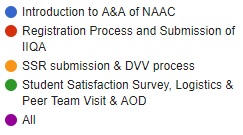 Introduction to A&A of NAAC
Registration Process and Submission of
IIQA
SSR submission & DVV process
Student Satisfaction Survey, Logistics &
Peer Team Visit & AOD
All